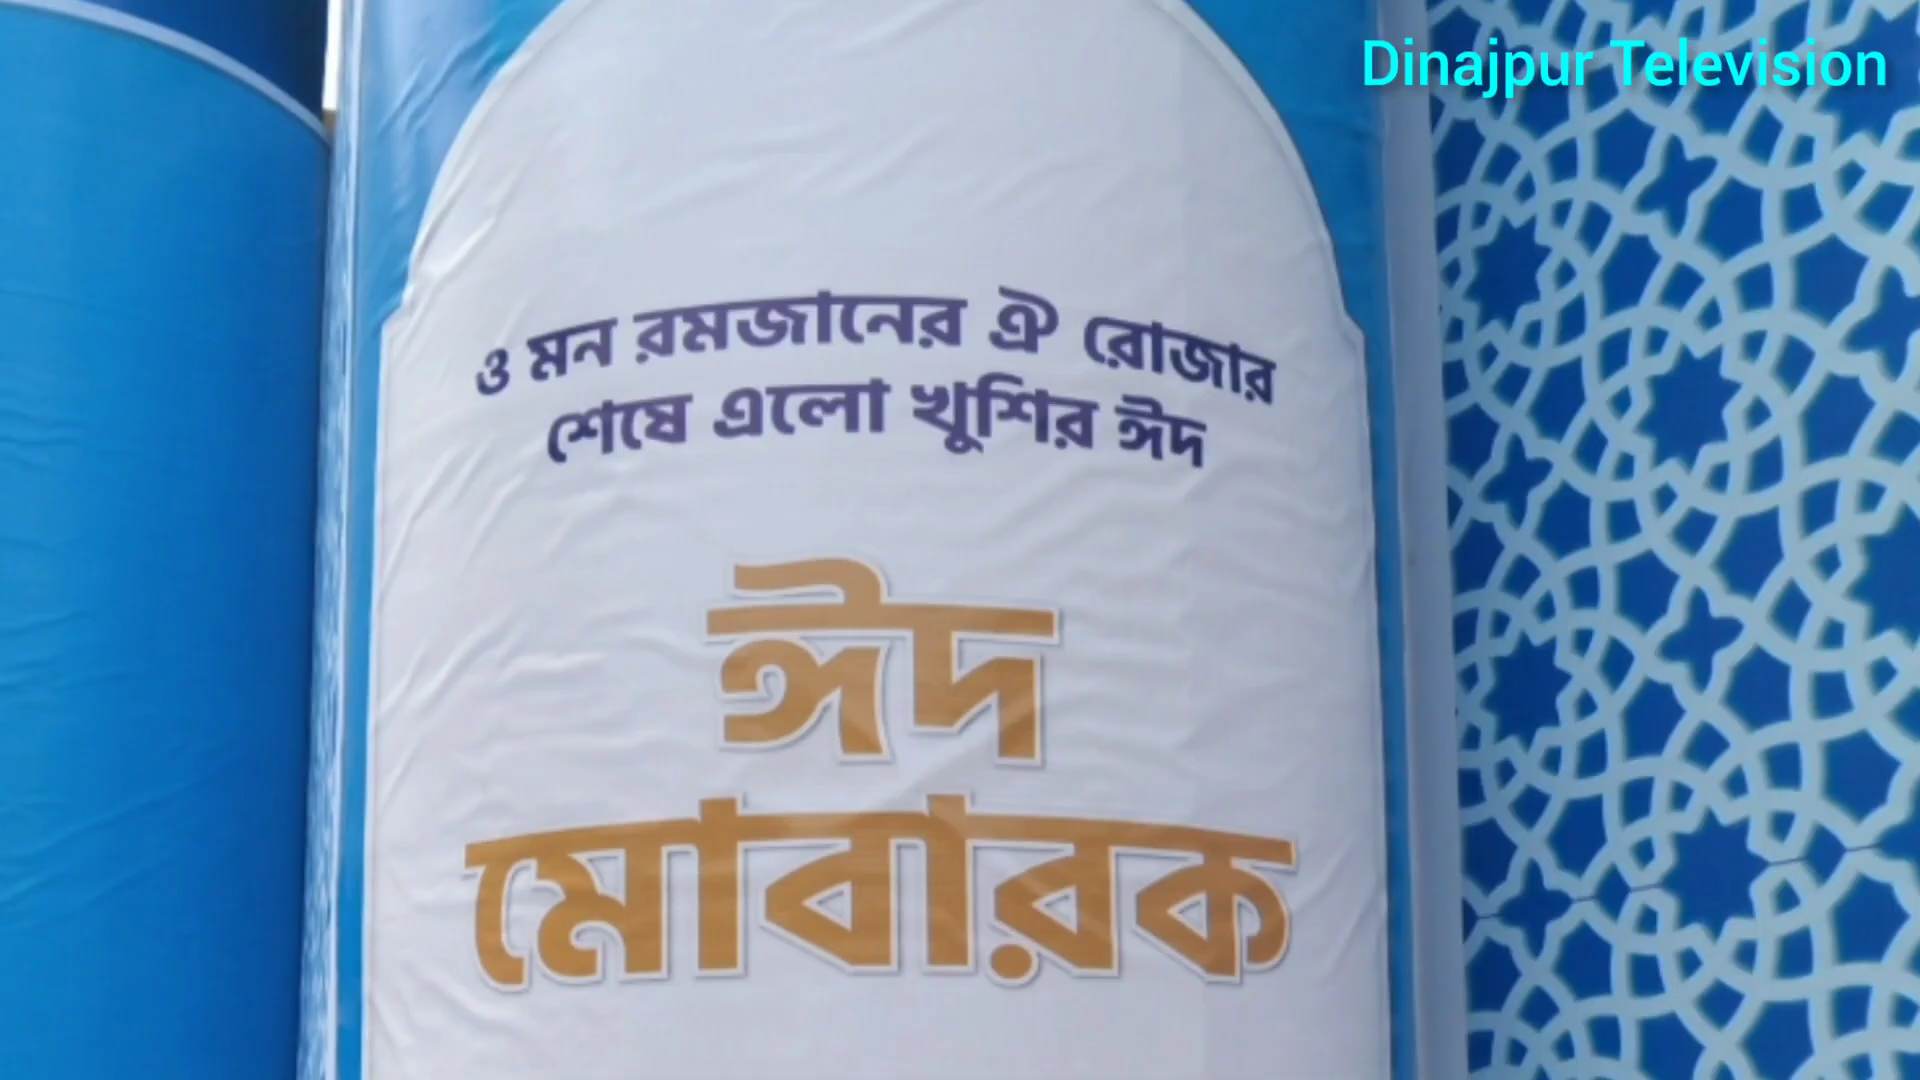 Dinajpur Television
ও মন রমজানের ঐ রোজার
শেষে এলো খুশির ঈদ
ঈদ
মোবারক